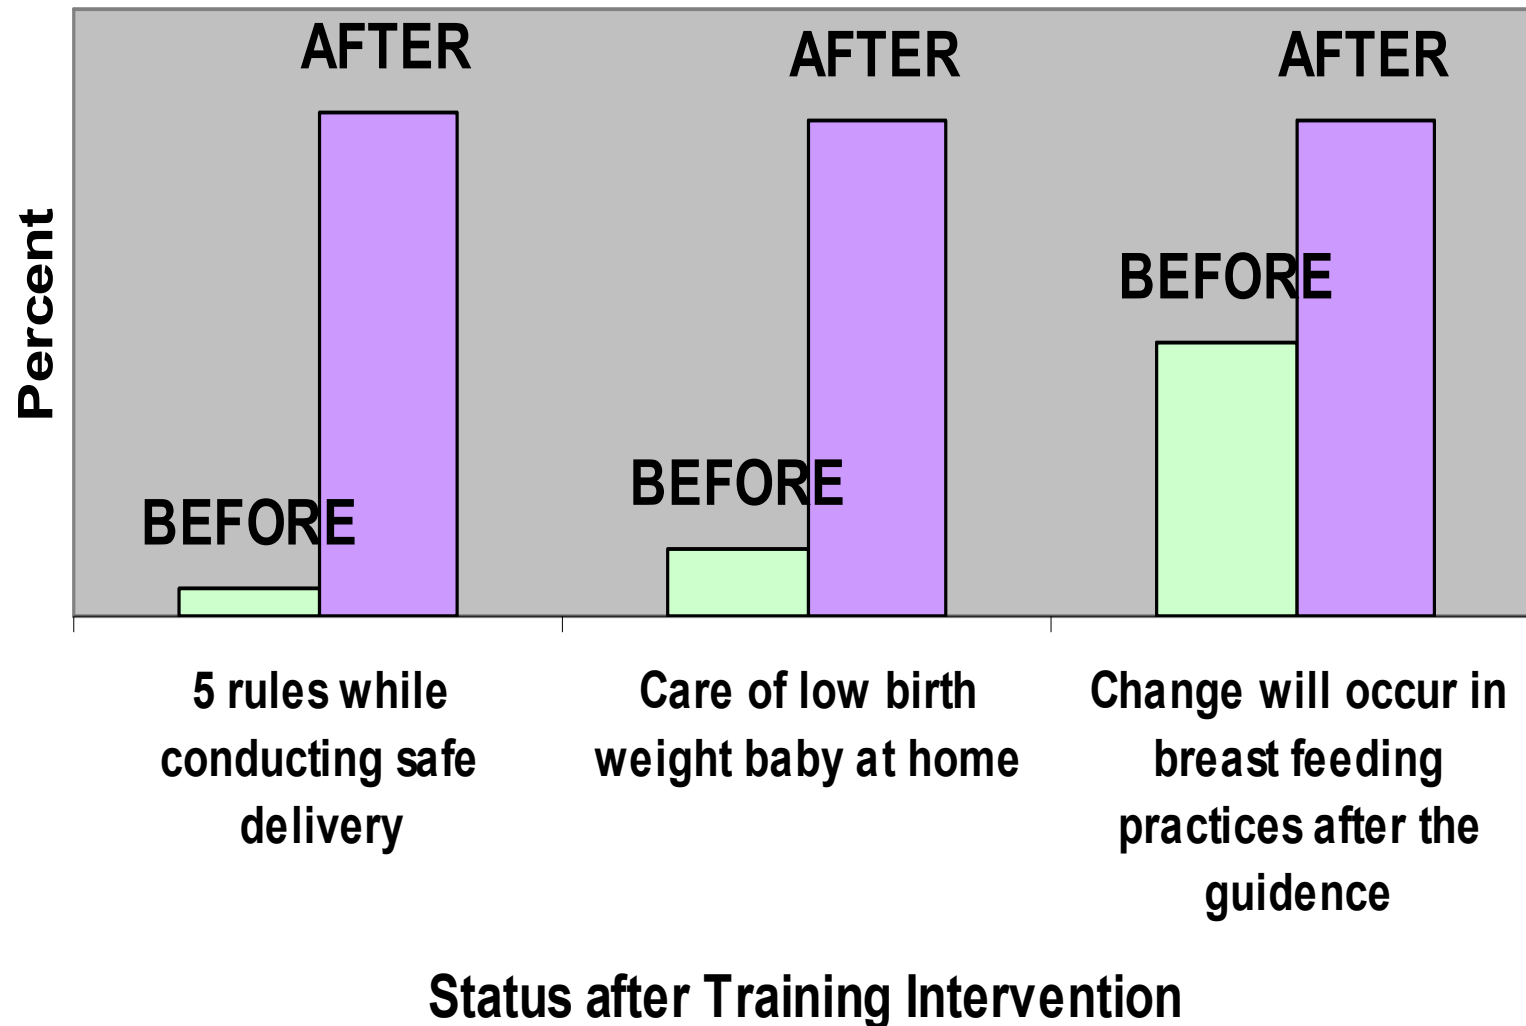 AFTER
AFTER
AFTER
BEFORE
BEFORE
BEFORE
Percent
5 rules while
conducting safe
delivery
Care of low birth
weight baby at home
Change will occur in
breast feeding
practices after the
guidence
Status after Training Intervention